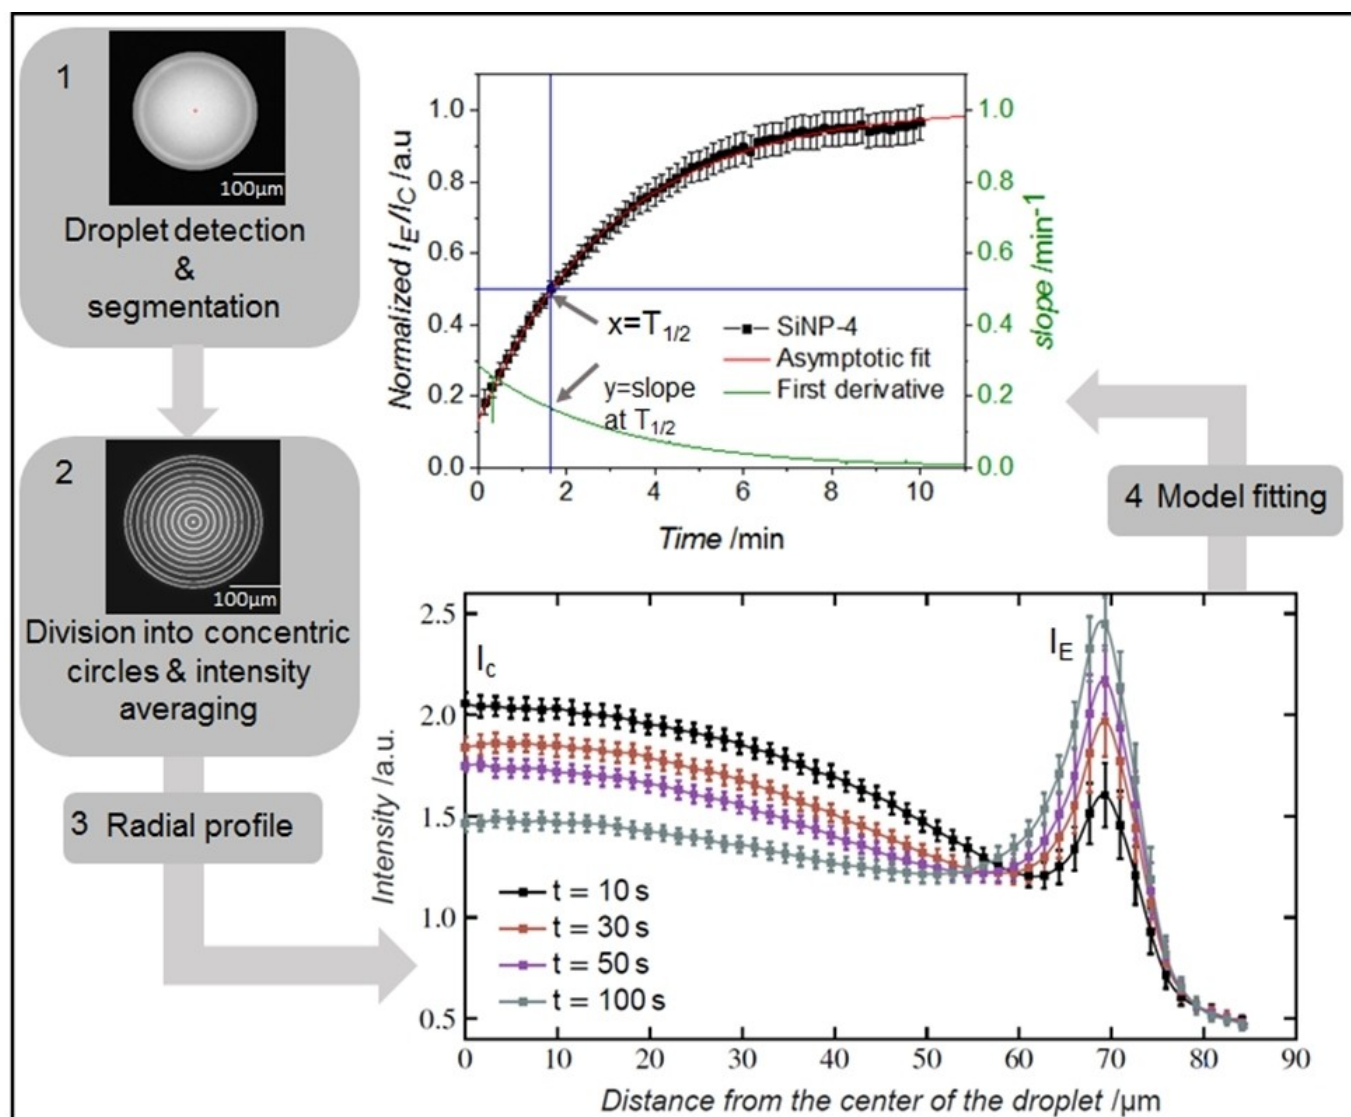 1
100µm
Droplet detection
&
segmentation
2
100µm
Division into concentric
circles & intensity
averaging
3 Radial profile
Normalized I_E/I_C /a.u
1.0
0.8
0.6
0.4
0.2
0.0
0 2 4 6 8 10
Time /min
1.0
0.8
0.6
0.4
0.2
0.0
slope /min-1
x=T1/2
y=slope
at T1/2
SiNP-4
Asymptotic fit
First derivative
4 Model fitting
Intensity /a.u.
2.5
2.0
1.5
1.0
0.5
Ic
IE
t = 10 s
t = 30 s
t = 50 s
t = 100 s
0 10 20 30 40 50 60 70 80 90
Distance from the center of the droplet /µm